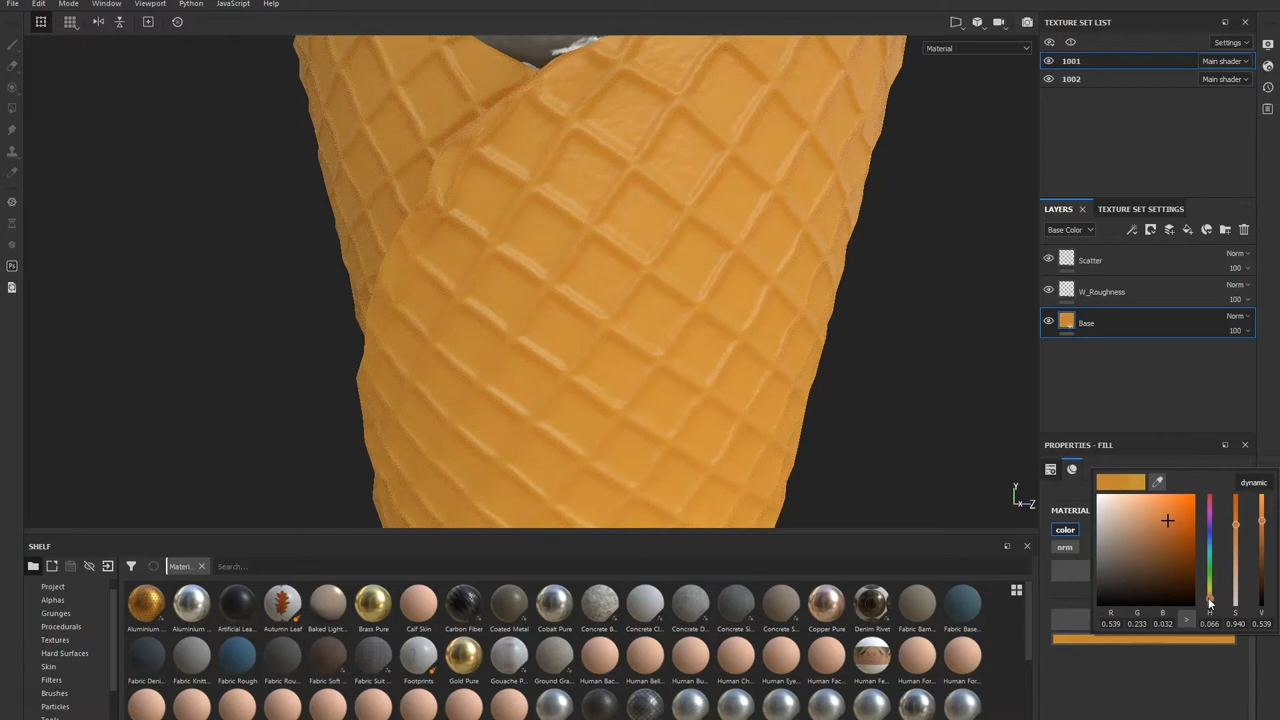 File Edit Mode Window Viewport Python JavaScript Help
Material
TEXTURE SET LIST
Settings
1001 Main shader
1002 Main shader
LAYERS TEXTURE SET SETTINGS
Base Color
Scatter Norm 100
W_Roughness Norm 100
Base Norm 100
PROPERTIES - FILL
dynamic
MATERIAL
color
nrm
R G B > H S V
0.539 0.233 0.032 0.066 0.940 0.539
Y
X Z
SHELF
Materi...
Search...
Project
Alphas
Grunges
Procedurals
Textures
Hard Surfaces
Skin
Filters
Brushes
Particles
Aluminium ... Aluminium ... Artificial Lea... Autumn Leaf Baked Light... Brass Pure Calf Skin Carbon Fiber Coated Metal Cobalt Pure Concrete B... Concrete Cl... Concrete D... Concrete Si... Concrete S... Copper Pure Diesnel Rivet Fabric Bam... Fabric Base...
Fabric Deni... Fabric Knitt... Fabric Rough Fabric Rou... Fabric Soft ... Fabric Suit ... Footprints Gold Pure Gouache P... Ground Gra... Human Bac... Human Bell... Human Bu... Human Che... Human Eye... Human Fac... Human Fe... Human For... Human For...
Ps